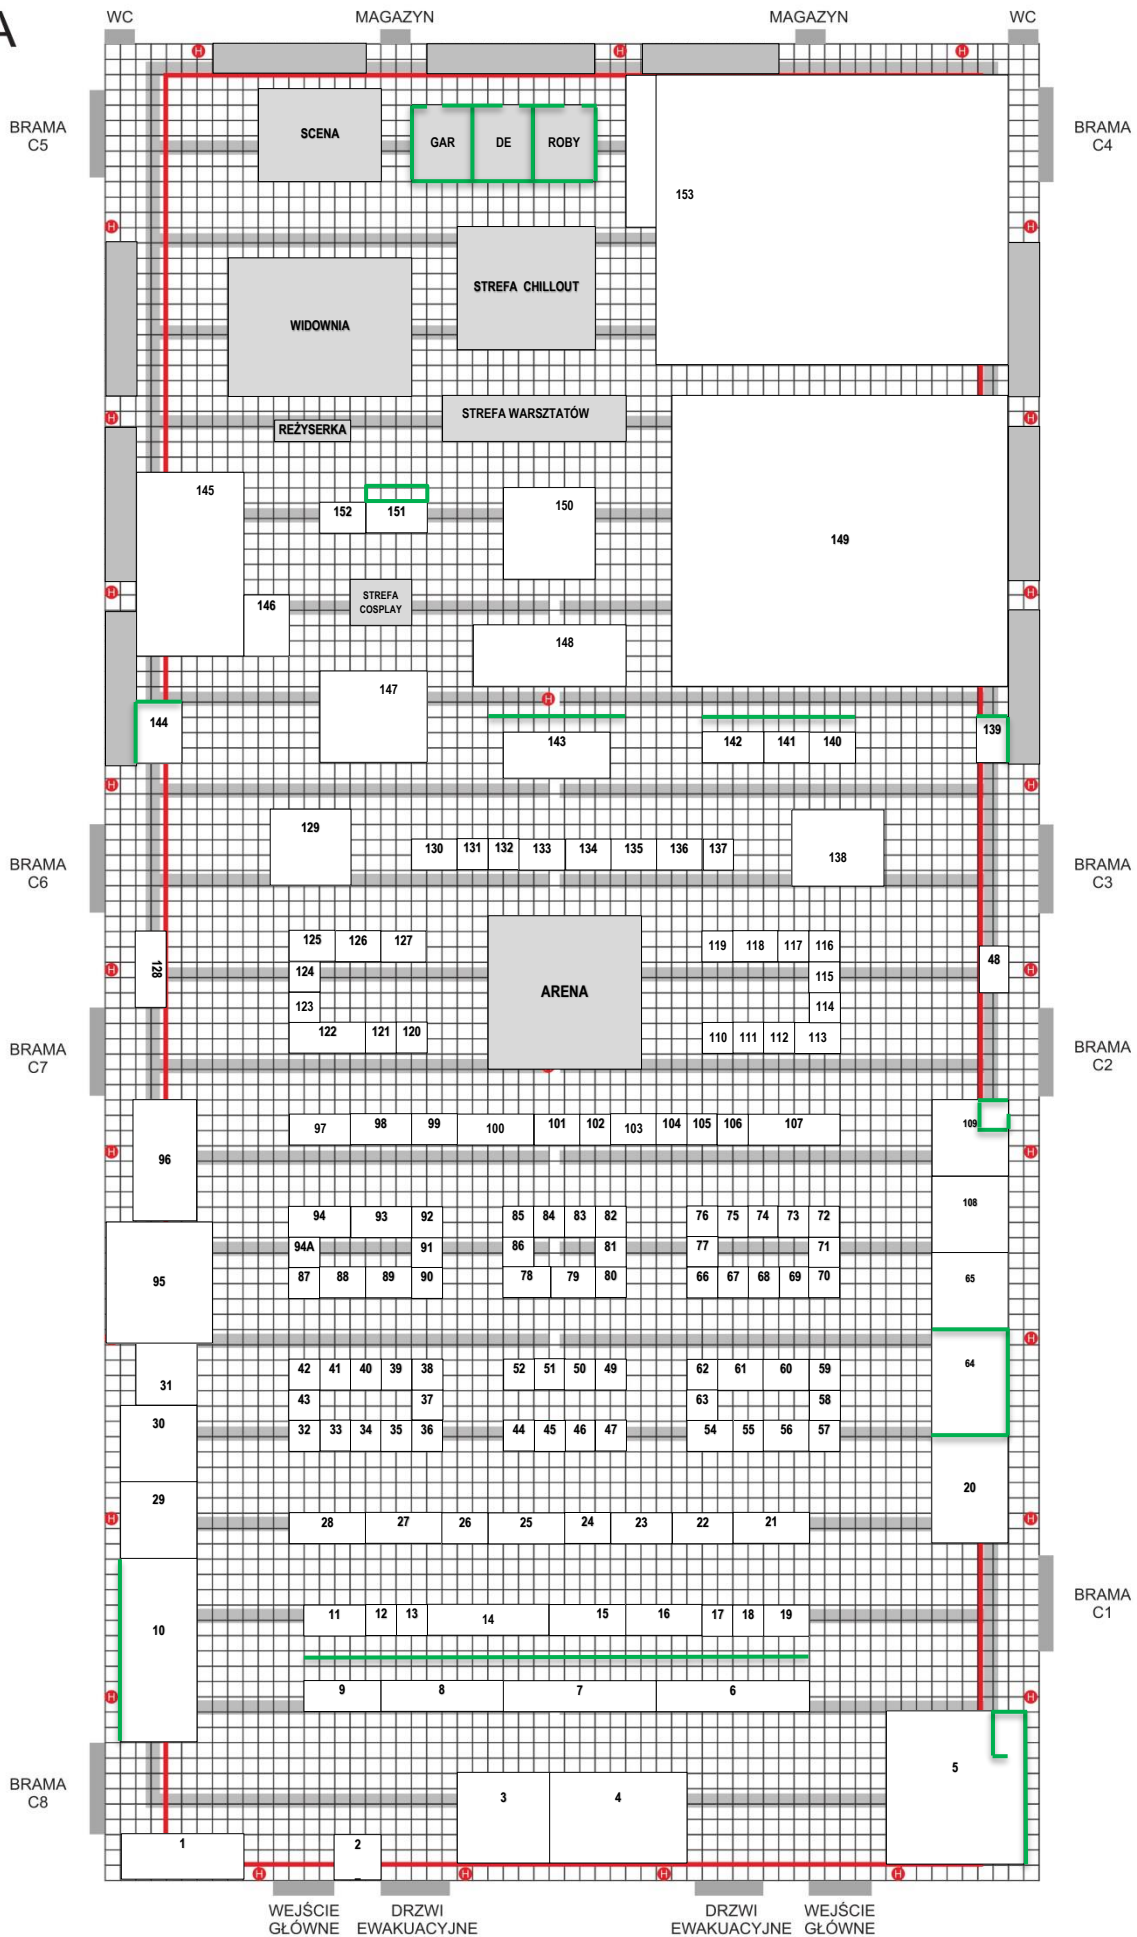 A
WC
MAGAZYN
MAGAZYN
WC
H
H
H
BRAMA
C5
SCENA
GAR
DE
ROBY
BRAMA
C4
153
H
H
STREFA CHILLOUT
WIDOWNIA
STREFA WARSZTATÓW
REŻYSERKA
H
H
145
152
151
150
149
H
H
STREFA
COSPLAY
146
148
147
H
144
143
142
141
140
139
H
H
129
130
131
132
133
134
135
136
137
138
BRAMA
C6
BRAMA
C3
125
126
127
119
118
117
116
128
H
124
ARENA
115
48
H
123
114
122
121
120
110
111
112
113
BRAMA
C7
BRAMA
C2
97
98
99
100
101
102
103
104
105
106
107
109
H
96
H
94
93
92
85
84
83
82
76
75
74
73
72
108
94A
91
86
81
77
71
95
87
88
89
90
78
79
80
66
67
68
69
70
65
H
42
41
40
39
38
52
51
50
49
62
61
60
59
64
31
43
37
63
58
30
32
33
34
35
36
44
45
46
47
54
55
56
57
29
20
H
28
27
26
25
24
23
22
21
H
BRAMA
C1
10
11
12
13
14
15
16
17
18
19
H
9
8
7
6
H
BRAMA
C8
3
4
5
1
2
H
H
H
H
WEJŚCIE
GŁÓWNE
DRZWI
EWAKUACYJNE
DRZWI
EWAKUACYJNE
WEJŚCIE
GŁÓWNE